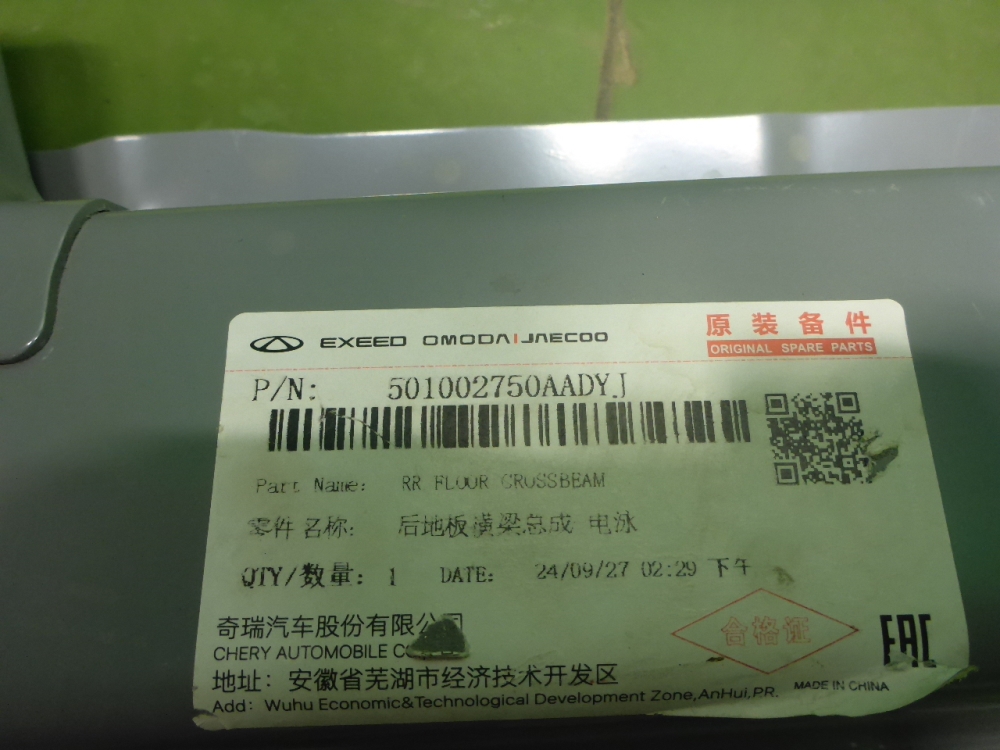 EXEED OMODA|JAECOO
原装备件
ORIGINAL SPARE PARTS
P/N: 501002750AADYJ
Part Name: RR FLOOR CROSSBEAM
零件名称: 后地板横梁总成 电泳
QTY/数量: 1 DATE: 24/09/27 02:29 下午
奇瑞汽车股份有限公司
CHERY AUTOMOBILE
合格证
EAC
地址：安徽省芜湖市经济技术开发区
MADE IN CHINA
Add: Wuhu Economic&Technological Development Zone,AnHui,P.R.